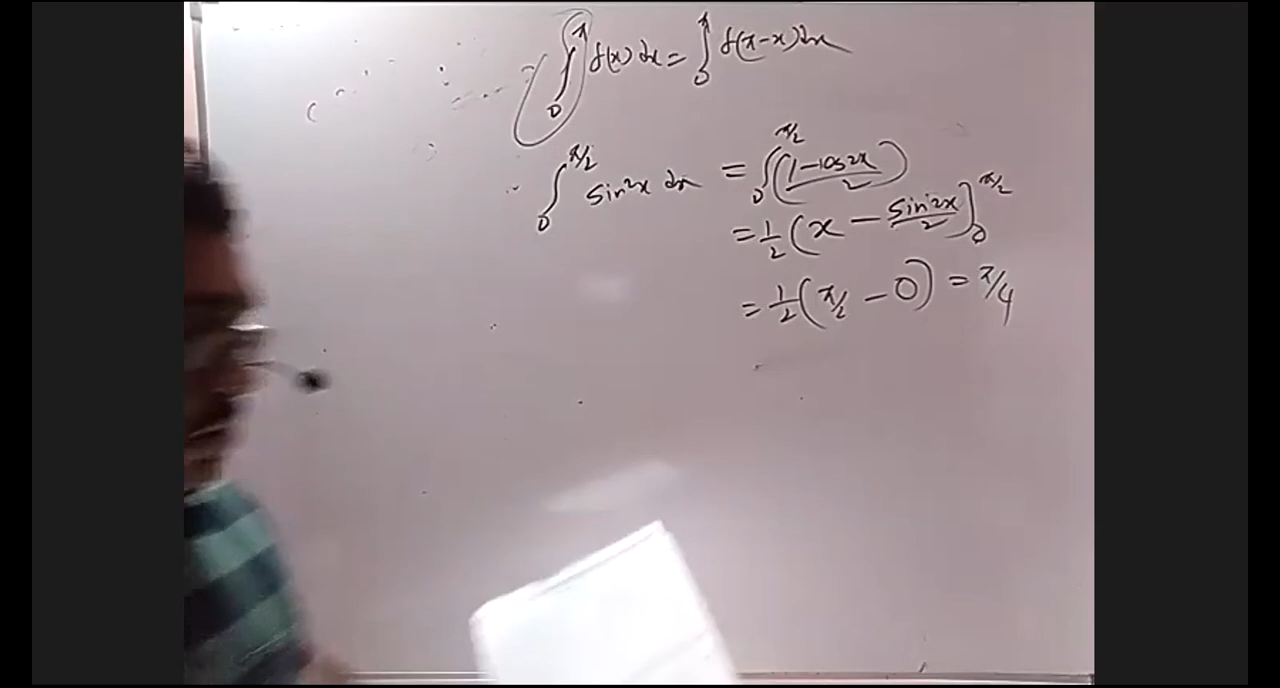 ∫₀^π f(x) dx = ∫₀^π f(π-x) dx
∫₀^{π/2} sin²x dx = ∫₀^{π/2} (1-cos2x / 2)
= 1/2 (x - sin2x/2]₀^{π/2}
= 1/2 (π/2 - 0) = π/4